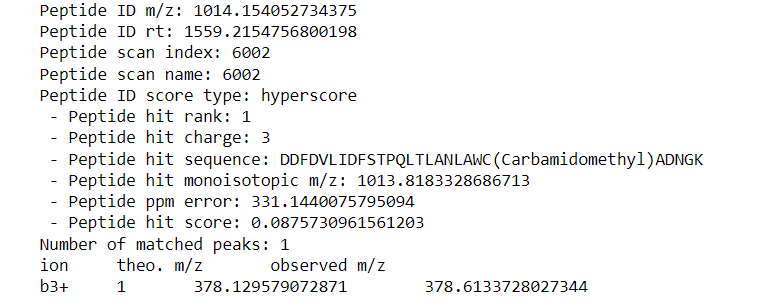 Peptide ID m/z: 1014.154052734375
Peptide ID rt: 1559.2154756800198
Peptide scan index: 6002
Peptide scan name: 6002
Peptide ID score type: hyperscore
- Peptide hit rank: 1
- Peptide hit charge: 3
- Peptide hit sequence: DDFDVLIDFSTPQLTLANLAWC(Carbamidomethyl)ADNGK
- Peptide hit monoisotopic m/z: 1013.8183328686713
- Peptide ppm error: 331.1440075795094
- Peptide hit score: 0.0875730961561203
Number of matched peaks: 1
ion theo. m/z observed m/z
b3+ 1 378.129579072871 378.6133728027344